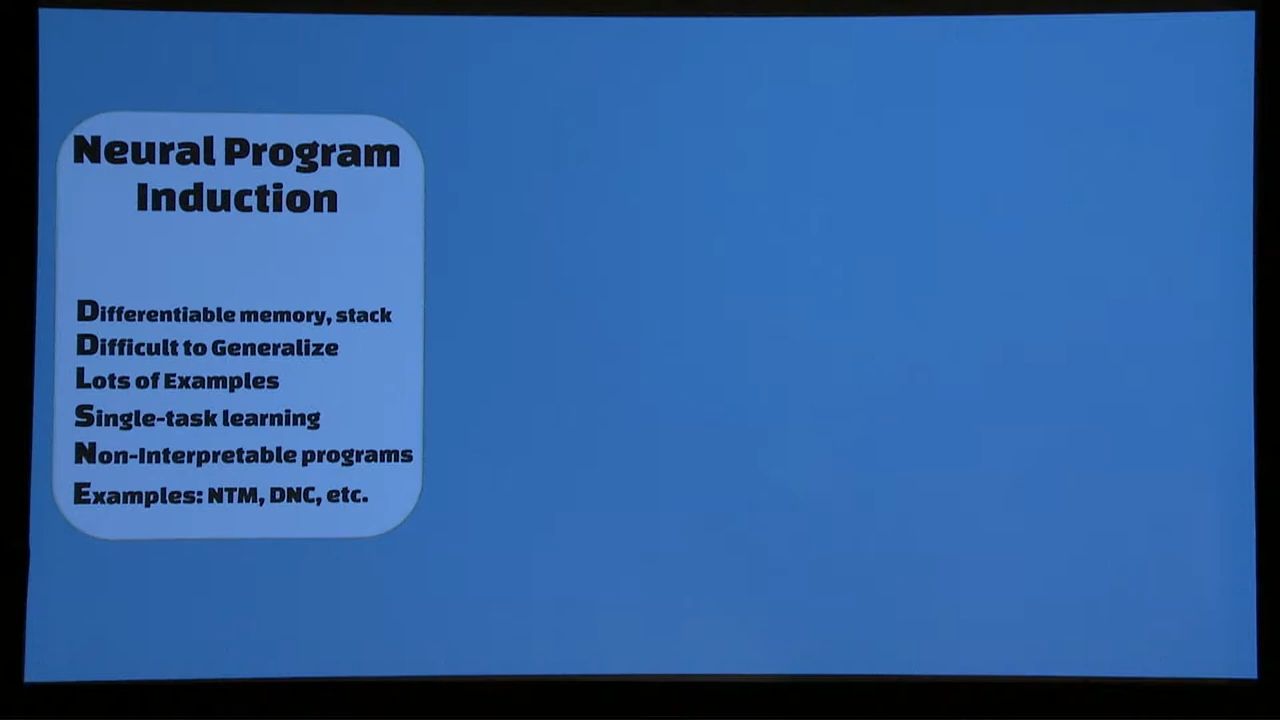 Neural Program
Induction
Differentiable memory, stack
Difficult to Generalize
Lots of Examples
Single-task learning
Non-Interpretable programs
Examples: NTM, DNC, etc.